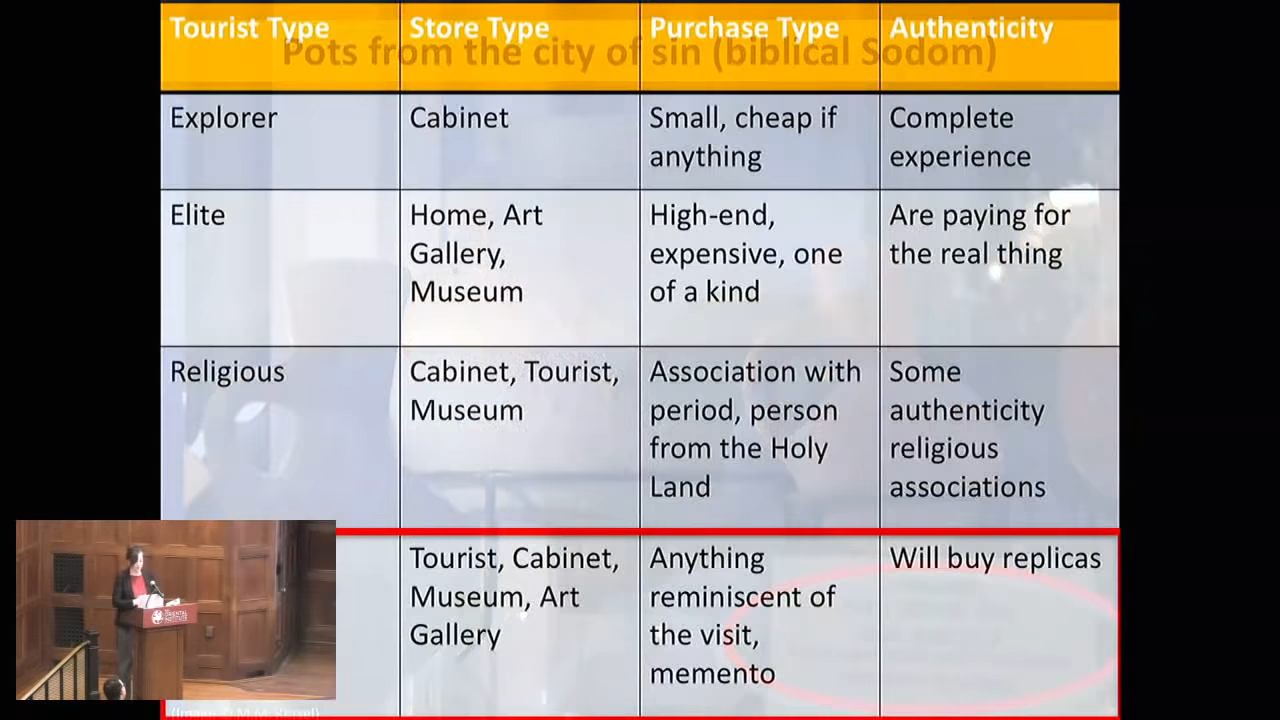 Tourist Type
Store Type
Purchase Type
Authenticity
Pots from the city of sin (biblical Sodom)
Explorer
Cabinet
Small, cheap if
anything
Complete
experience
Elite
Home, Art
Gallery,
Museum
High-end,
expensive, one
of a kind
Are paying for
the real thing
Religious
Cabinet, Tourist,
Museum
Association with
period, person
from the Holy
Land
Some
authenticity
religious
associations
Tourist, Cabinet,
Museum, Art
Gallery
Anything
reminiscent of
the visit,
memento
Will buy replicas
ORIENTAL
INSTITUTE